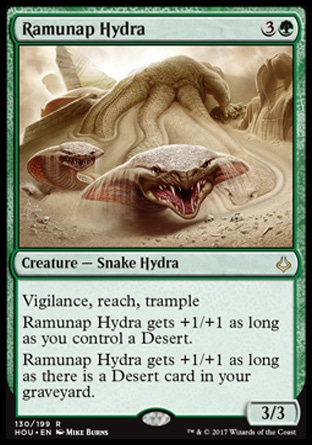 Ramunap Hydra 3
Creature — Snake Hydra
Vigilance, reach, trample
Ramunap Hydra gets +1/+1 as long
as you control a Desert.
Ramunap Hydra gets +1/+1 as long
as there is a Desert card in your
graveyard.
3/3
130/199 R
HOU • EN Mike Burns
™ & © 2017 Wizards of the Coast